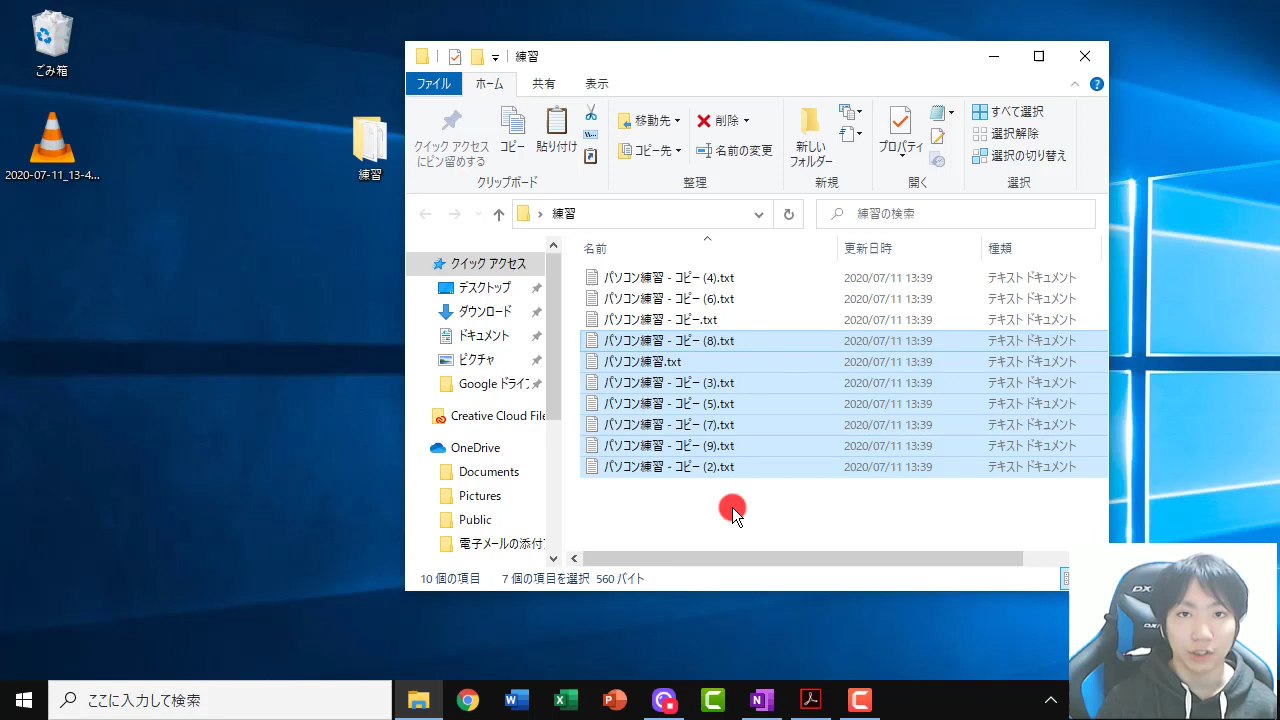 ごみ箱
2020-07-11_13-4...
練習
練習
ファイル ホーム 共有 表示
クイック アクセス
にピン留めする
コピー
貼り付け
クリップボード
移動先
コピー先
削除
名前の変更
整理
新しい
フォルダー
新規
プロパティ
開く
すべて選択
選択解除
選択の切り替え
選択
練習
練習の検索
クイック アクセス
デスクトップ
ダウンロード
ドキュメント
ピクチャ
Google ドライ
Creative Cloud File
OneDrive
Documents
Pictures
Public
電子メールの添付
名前 更新日時 種類
パソコン練習 - コピー (4).txt 2020/07/11 13:39 テキスト ドキュメント
パソコン練習 - コピー (6).txt 2020/07/11 13:39 テキスト ドキュメント
パソコン練習 - コピー.txt 2020/07/11 13:39 テキスト ドキュメント
パソコン練習 - コピー (8).txt 2020/07/11 13:39 テキスト ドキュメント
パソコン練習.txt 2020/07/11 13:39 テキスト ドキュメント
パソコン練習 - コピー (3).txt 2020/07/11 13:39 テキスト ドキュメント
パソコン練習 - コピー (5).txt 2020/07/11 13:39 テキスト ドキュメント
パソコン練習 - コピー (7).txt 2020/07/11 13:39 テキスト ドキュメント
パソコン練習 - コピー (9).txt 2020/07/11 13:39 テキスト ドキュメント
パソコン練習 - コピー (2).txt 2020/07/11 13:39 テキスト ドキュメント
10 個の項目 7 個の項目を選択 560 バイト
ここに入力して検索